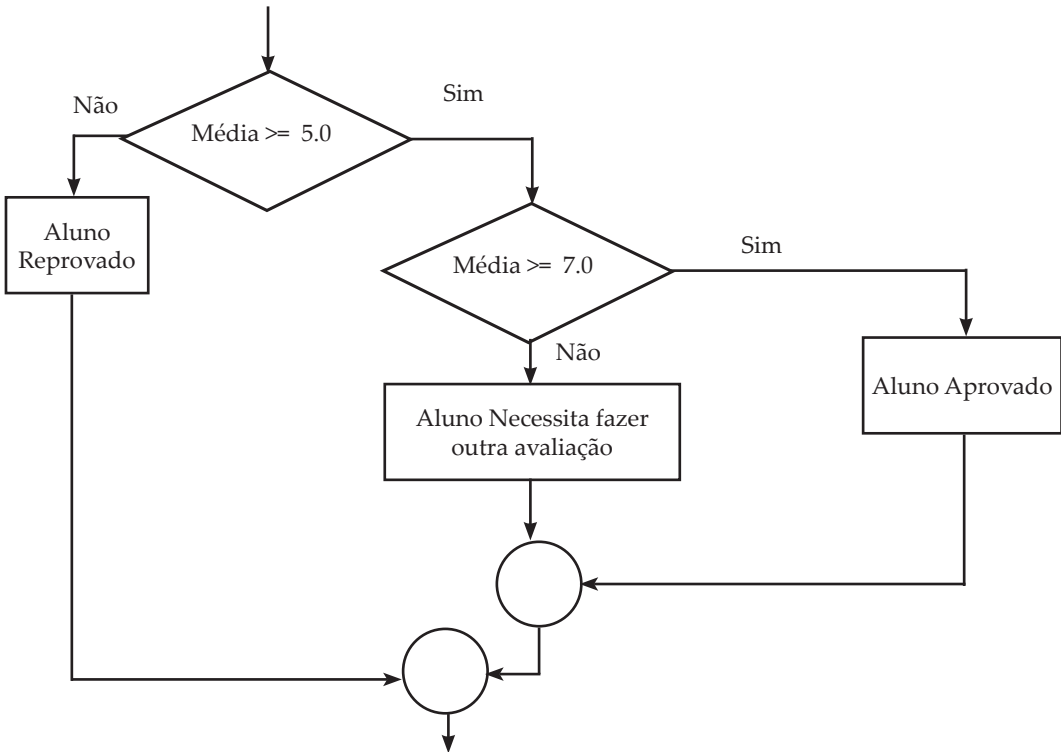 Não
Sim
Média >= 5.0
Aluno
Reprovado
Média >= 7.0
Sim
Não
Aluno Necessita fazer
outra avaliação
Aluno Aprovado